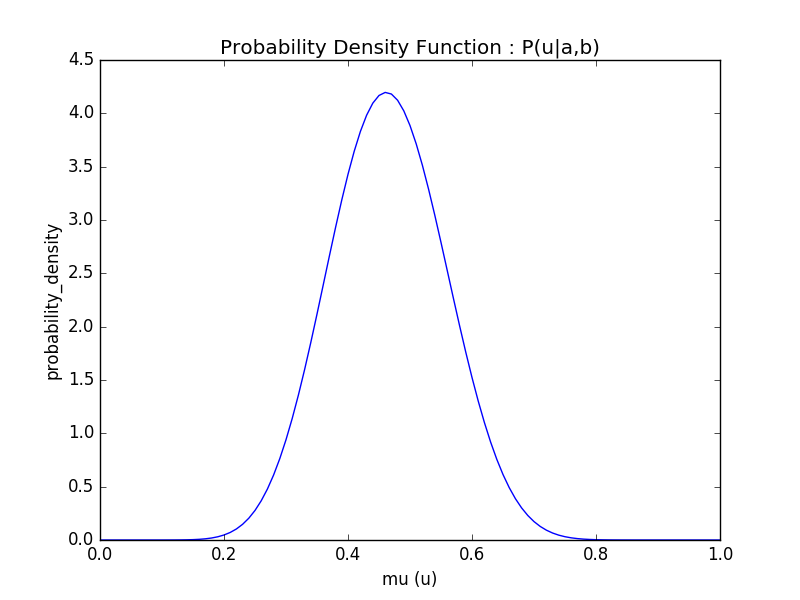 Probability Density Function : P(u|a,b)
4.5
4.0
3.5
3.0
2.5
2.0
1.5
1.0
0.5
0.0
probability_density
0.0 0.2 0.4 0.6 0.8 1.0
mu (u)